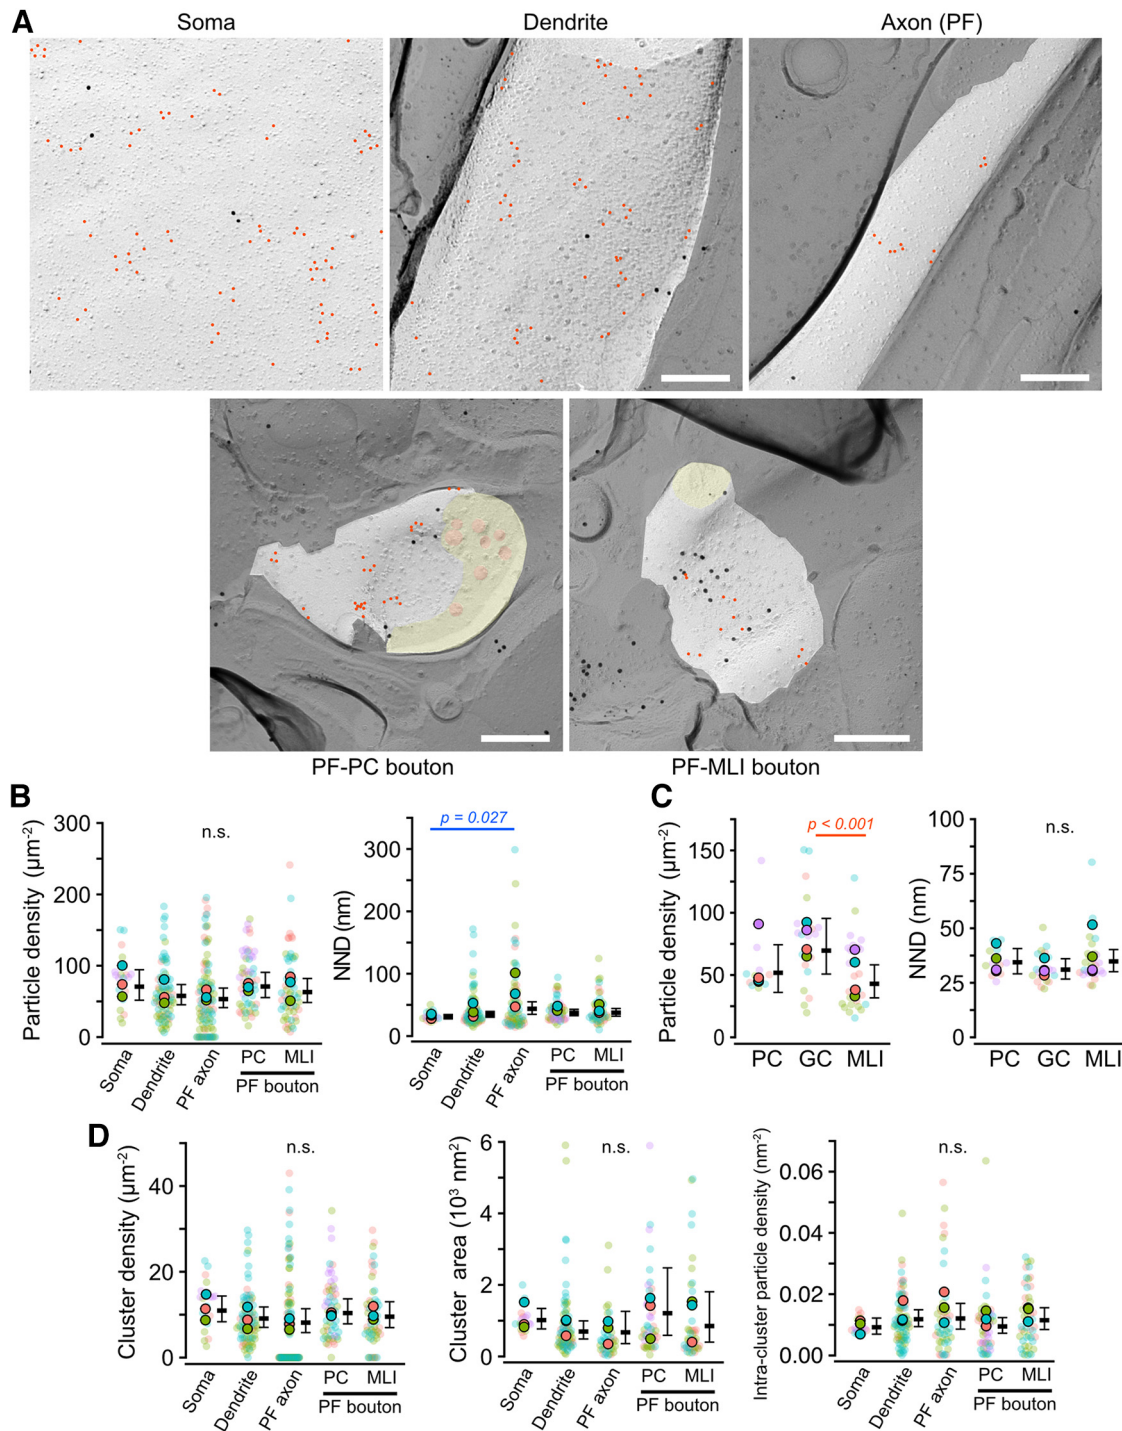 A
Soma
Dendrite
Axon (PF)
PF-PC bouton
PF-MLI bouton
B
Particle density (µm⁻²)
300
200
100
0
n.s.
Soma
Dendrite
PF axon
PC
MLI
PF bouton
NND (nm)
300
200
100
0
p = 0.027
Soma
Dendrite
PF axon
PC
MLI
PF bouton
C
Particle density (µm⁻²)
150
100
50
0
p < 0.001
PC
GC
MLI
NND (nm)
100
75
50
25
0
n.s.
PC
GC
MLI
D
Cluster density (µm⁻²)
40
20
0
n.s.
Soma
Dendrite
PF axon
PC
MLI
PF bouton
Cluster area (10³ nm²)
6
4
2
0
n.s.
Soma
Dendrite
PF axon
PC
MLI
PF bouton
Intra-cluster particle density (nm⁻²)
0.06
0.04
0.02
0.00
n.s.
Soma
Dendrite
PF axon
PC
MLI
PF bouton